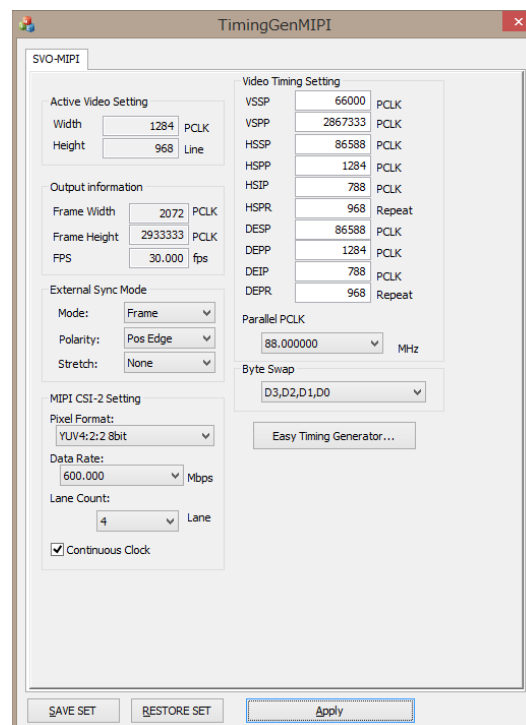 TimingGenMIPI
SVO-MIPI
Active Video Setting
Width 1284 PCLK
Height 968 Line
Output information
Frame Width 2072 PCLK
Frame Height 2933333 PCLK
FPS 30.000 fps
External Sync Mode
Mode: Frame
Polarity: Pos Edge
Stretch: None
MIPI CSI-2 Setting
Pixel Format:
YUV4:2:2 8bit
Data Rate:
600.000 Mbps
Lane Count:
4 Lane
Continuous Clock
Video Timing Setting
VSSP 66000 PCLK
VSPP 2867333 PCLK
HSSP 86588 PCLK
HSPP 1284 PCLK
HSIP 788 PCLK
HSPR 968 Repeat
DESP 86588 PCLK
DEPP 1284 PCLK
DEIP 788 PCLK
DEPR 968 Repeat
Parallel PCLK
88.000000 MHz
Byte Swap
D3,D2,D1,D0
Easy Timing Generator...
SAVE SET RESTORE SET Apply